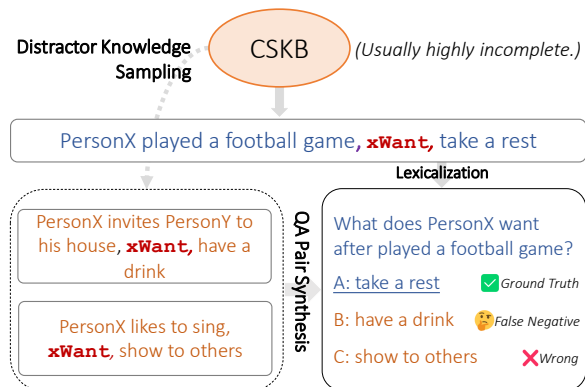 Distractor Knowledge
Sampling
CSKB
(Usually highly incomplete.)
PersonX played a football game, xWant, take a rest
Lexicalization
PersonX invites PersonY to
his house, xWant, have a
drink
PersonX likes to sing,
xWant, show to others
QA Pair Synthesis
What does PersonX want
after played a football game?
A: take a rest
Ground Truth
B: have a drink
False Negative
C: show to others
Wrong